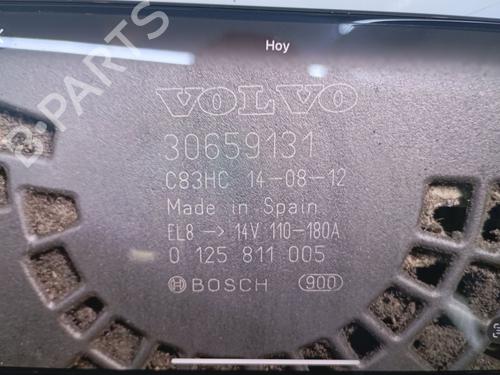 Hoy
B-PARTS
VOLVO
30659131
C83HC 14-08-12
Made in Spain
EL8 -> 14V 110-180A
0 125 811 005
BOSCH 900